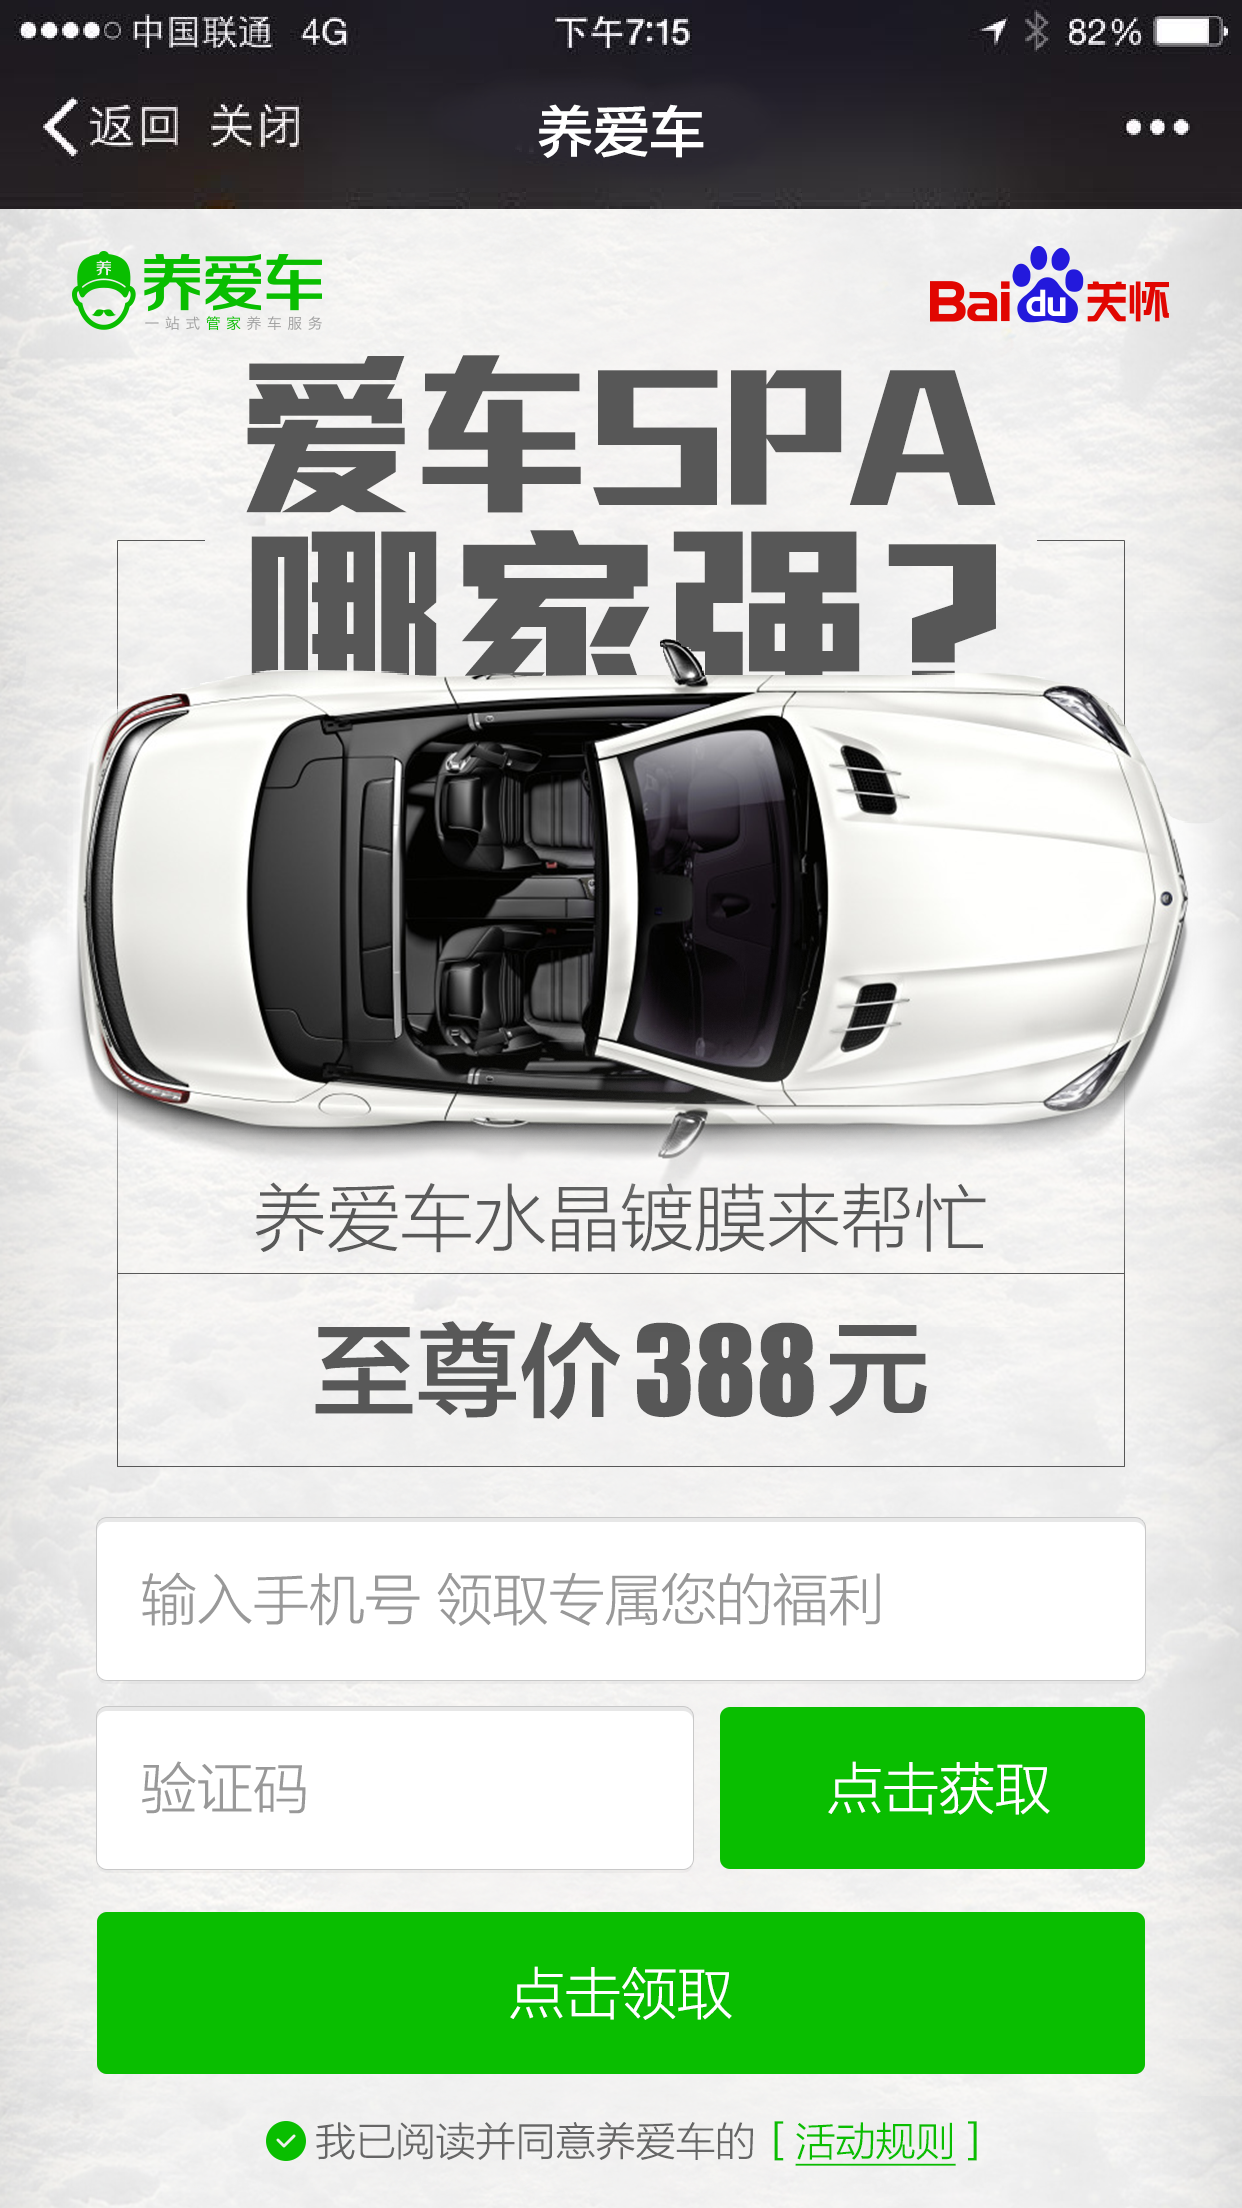 中国联通 4G 下午7:15 82%
返回 关闭 养爱车
养
养爱车
一站式管家养车服务
Bai du 关怀
爱车SPA
哪家强?
养爱车水晶镀膜来帮忙
至尊价388元
输入手机号 领取专属您的福利
验证码 点击获取
点击领取
我已阅读并同意养爱车的 [ 活动规则 ]